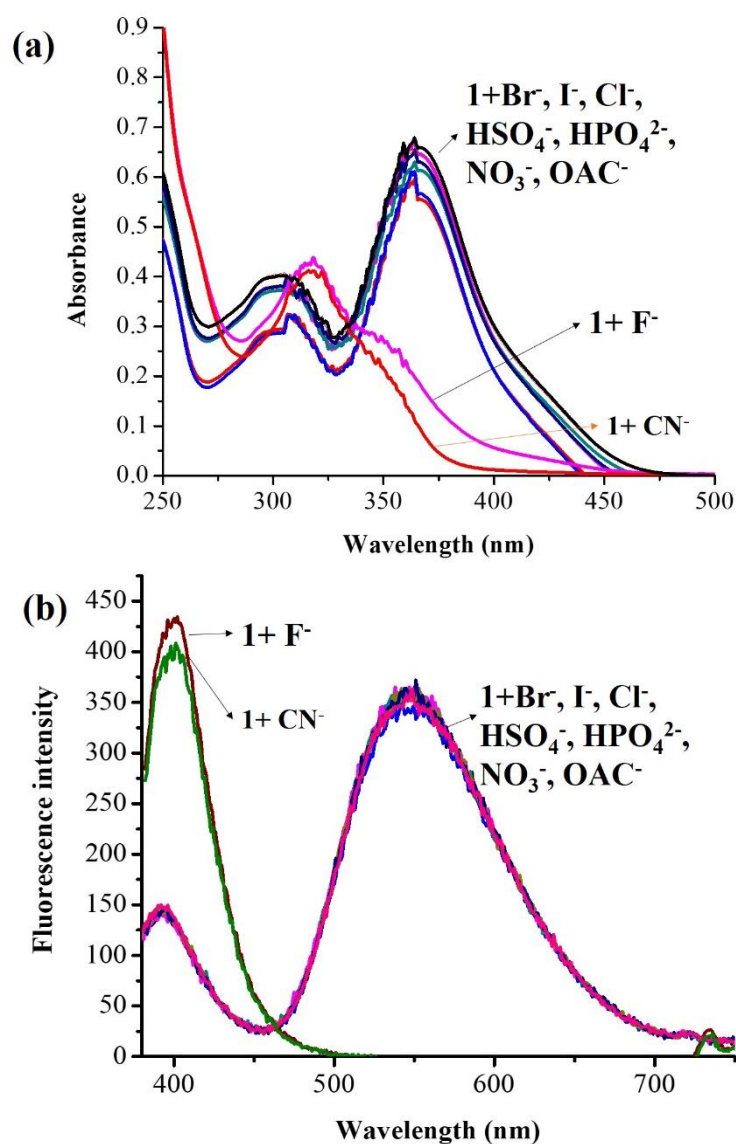 (a)
0.9
0.8
0.7
0.6
0.5
0.4
0.3
0.2
0.1
0.0
Absorbance
1+Br⁻, I⁻, Cl⁻,
HSO₄⁻, HPO₄²⁻,
NO₃⁻, OAC⁻
1+ F⁻
1+ CN⁻
250 300 350 400 450 500
Wavelength (nm)
(b)
450
400
350
300
250
200
150
100
50
0
Fluorescence intensity
1+ F⁻
1+ CN⁻
1+Br⁻, I⁻, Cl⁻,
HSO₄⁻, HPO₄²⁻,
NO₃⁻, OAC⁻
400 500 600 700
Wavelength (nm)